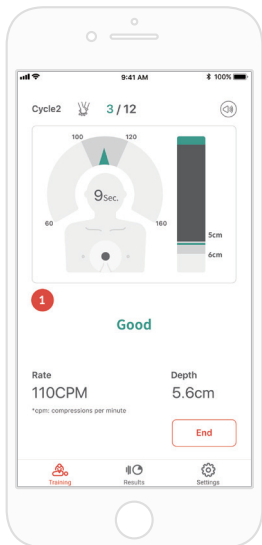 9:41 AM
100%
Cycle2
3 / 12
100
120
9Sec.
60
160
5cm
6cm
1
Good
Rate
Depth
110CPM
5.6cm
*cpm: compressions per minute
End
Training
Results
Settings